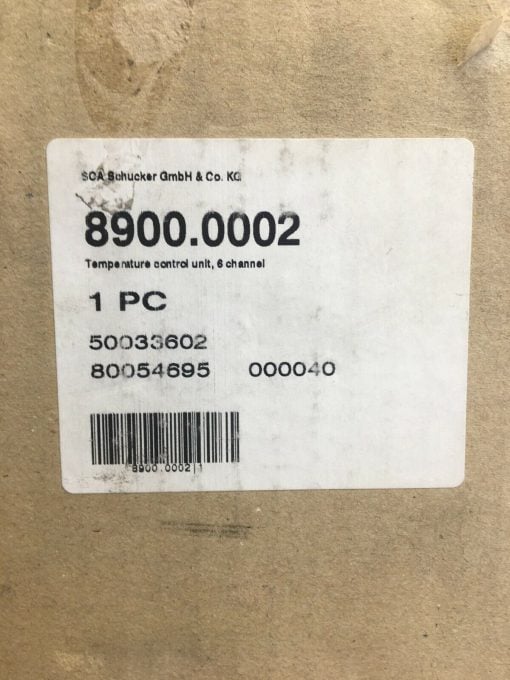 SCA Schucker GmbH & Co. KG
8900.0002
Temperature control unit, 6 channel
1 PC
50033602
80054695 000040
8900.0002|1